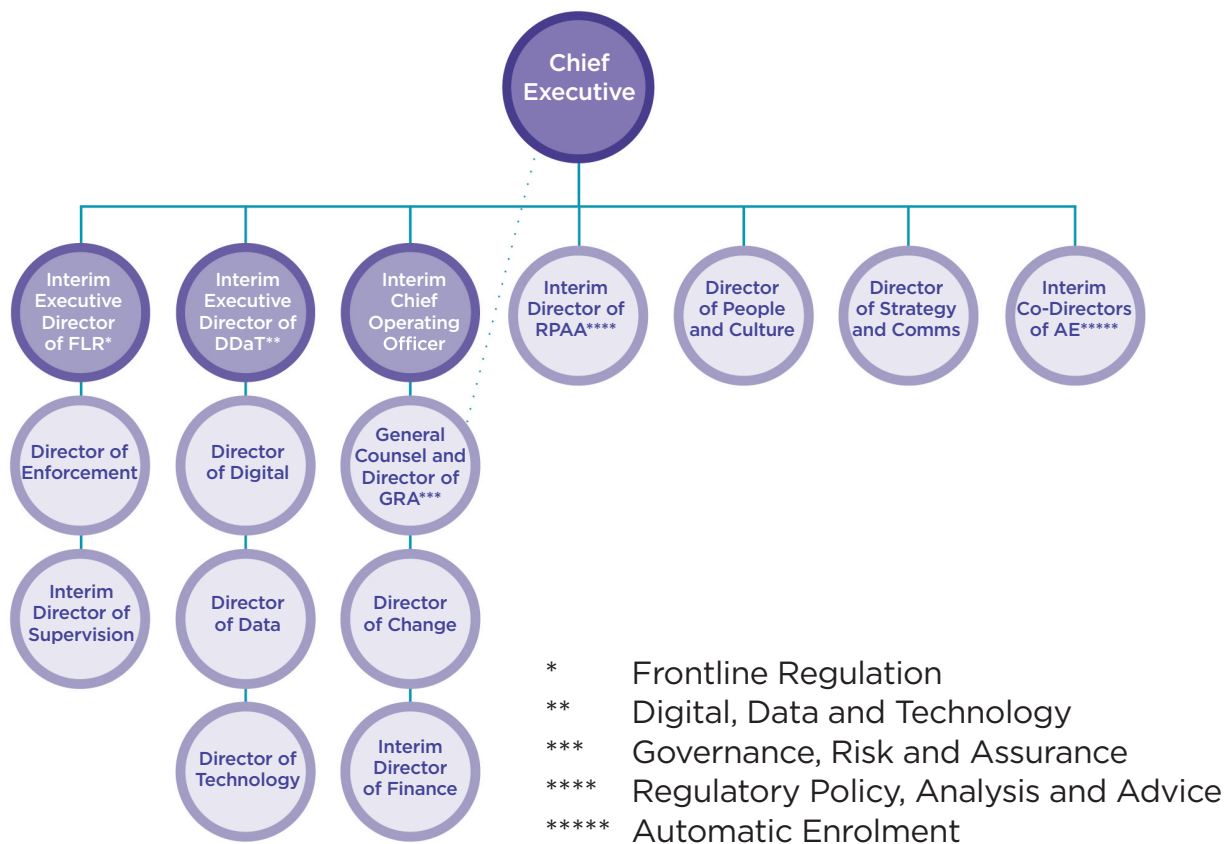 Chief
Executive
Interim
Executive
Director
of FLR*
Interim
Executive
Director of
DDaT**
Interim
Chief
Operating
Officer
Interim
Director of
RPAA****
Director
of People
and Culture
Director
of Strategy
and Comms
Interim
Co-Directors
of AE*****
Director of
Enforcement
Director
of Digital
General
Counsel and
Director of
GRA***
Interim
Director of
Supervision
Director
of Data
Director
of Change
Director of
Technology
Interim
Director
of Finance
* Frontline Regulation
** Digital, Data and Technology
*** Governance, Risk and Assurance
**** Regulatory Policy, Analysis and Advice
***** Automatic Enrolment